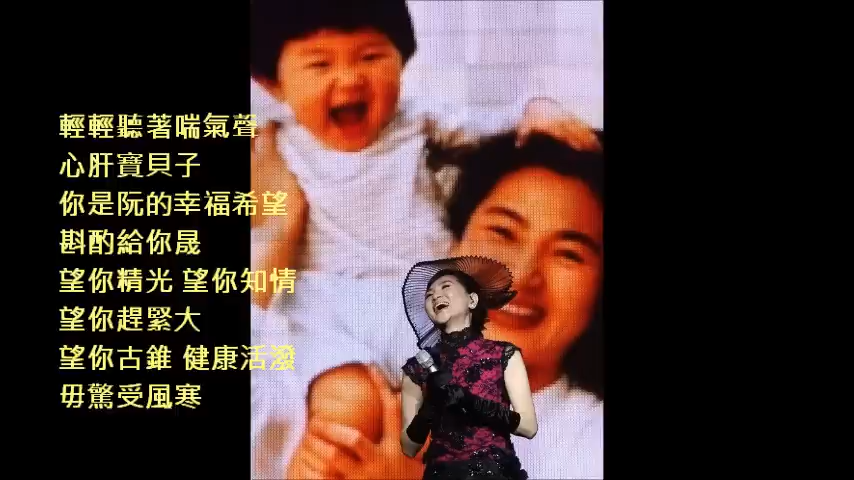 輕輕聽著喘氣聲
心肝寶貝子
你是阮的幸福希望
斟酌給你晟
望你精光 望你知情
望你趕緊大
望你古錐 健康活潑
毋驚受風寒